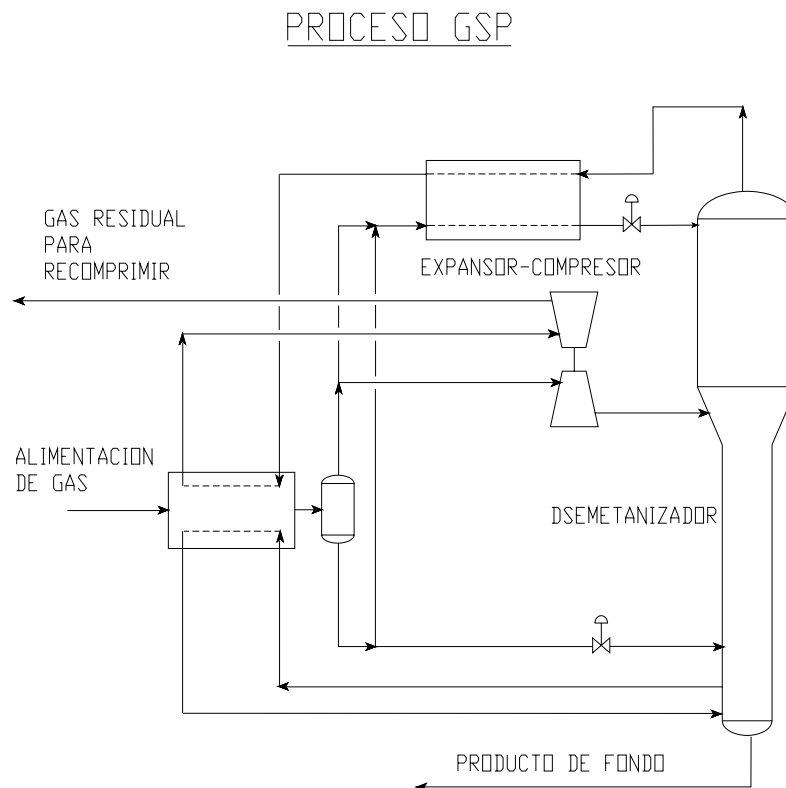 PROCESO GSP
GAS RESIDUAL
PARA
RECOMPRIMIR
EXPANSOR-COMPRESOR
ALIMENTACION
DE GAS
DSEMETANIZADOR
PRODUCTO DE FONDO